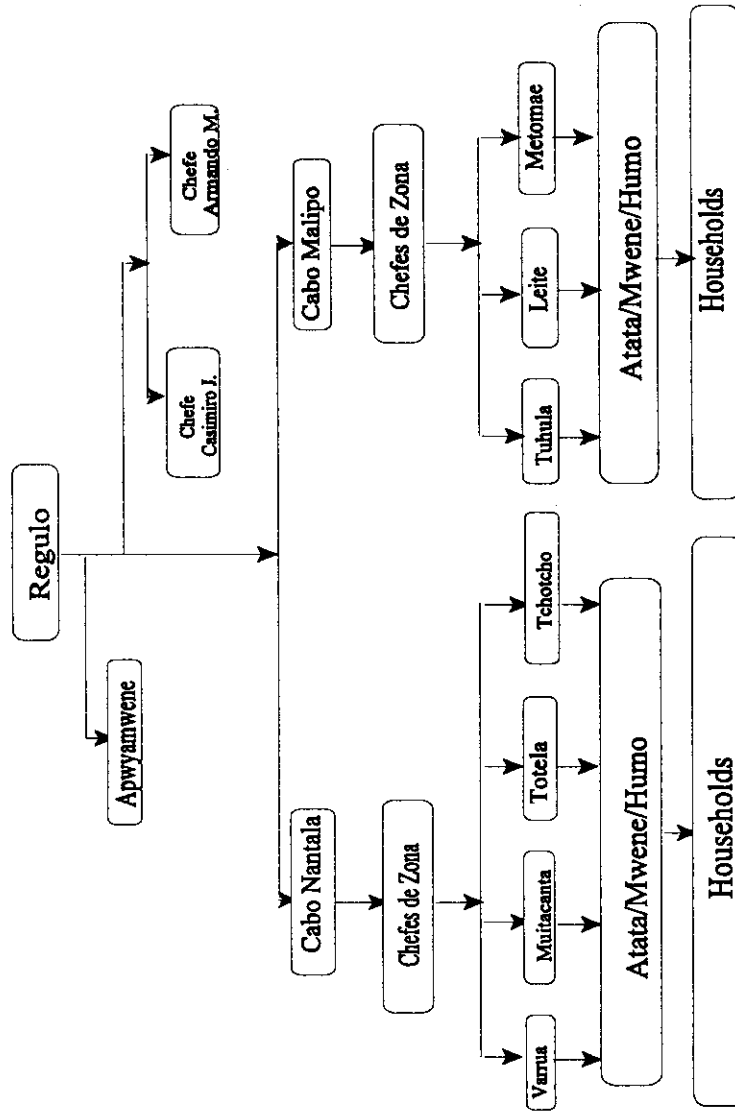 Regulo
Apwyamwene
Chefe
Casimiro J.
Chefe
Armando M.
Cabo Nantala
Cabo Malipo
Chefes de Zona
Chefes de Zona
Varrua
Muitacanta
Totela
Tchotcho
Tuhula
Leite
Metomae
Atata/Mwene/Humo
Atata/Mwene/Humo
Households
Households